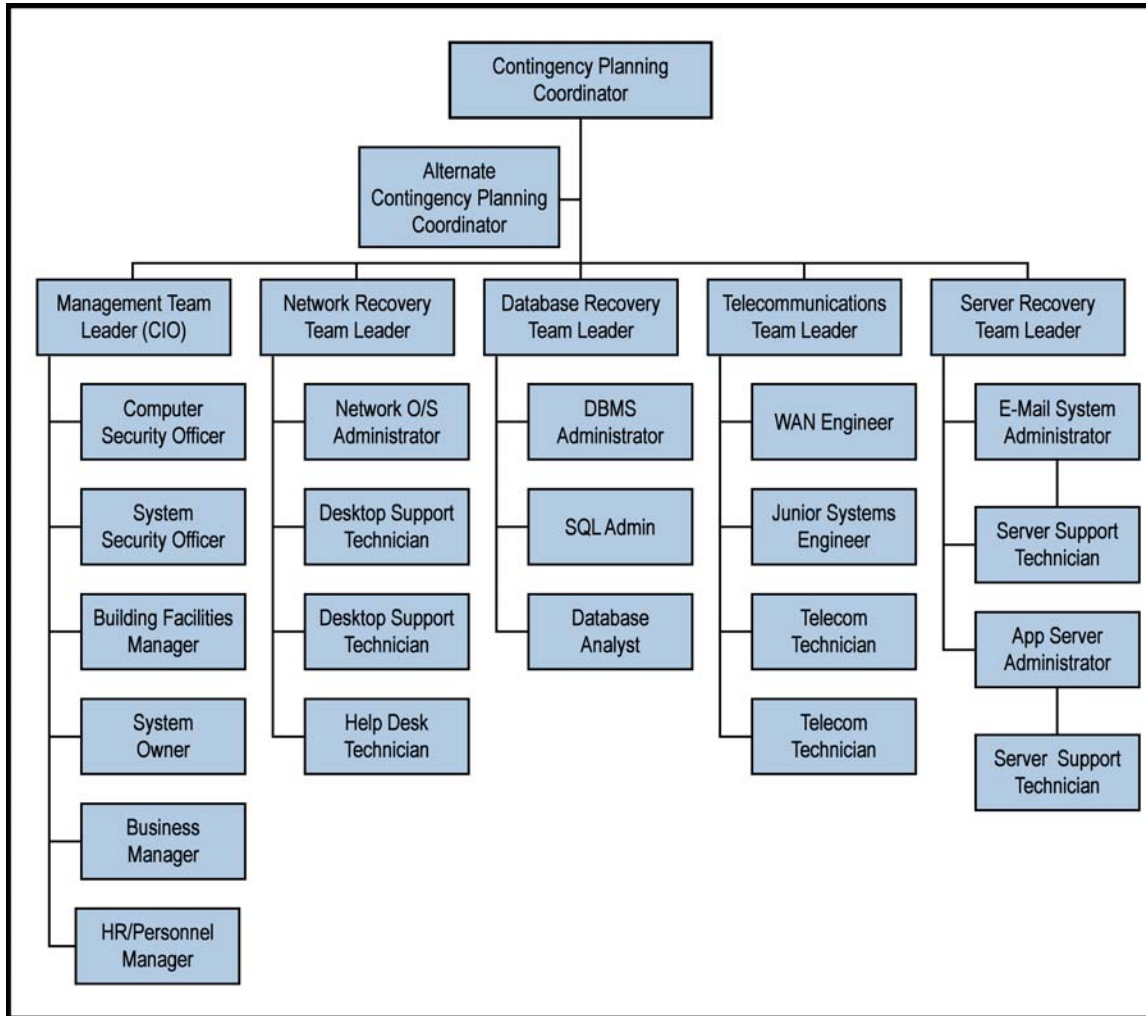 Contingency Planning
Coordinator
Alternate
Contingency Planning
Coordinator
Management Team
Leader (CIO)
Computer
Security Officer
System
Security Officer
Building Facilities
Manager
System
Owner
Business
Manager
HR/Personnel
Manager
Network Recovery
Team Leader
Network O/S
Administrator
Desktop Support
Technician
Desktop Support
Technician
Help Desk
Technician
Database Recovery
Team Leader
DBMS
Administrator
SQL Admin
Database
Analyst
Telecommunications
Team Leader
WAN Engineer
Junior Systems
Engineer
Telecom
Technician
Telecom
Technician
Server Recovery
Team Leader
E-Mail System
Administrator
Server Support
Technician
App Server
Administrator
Server Support
Technician